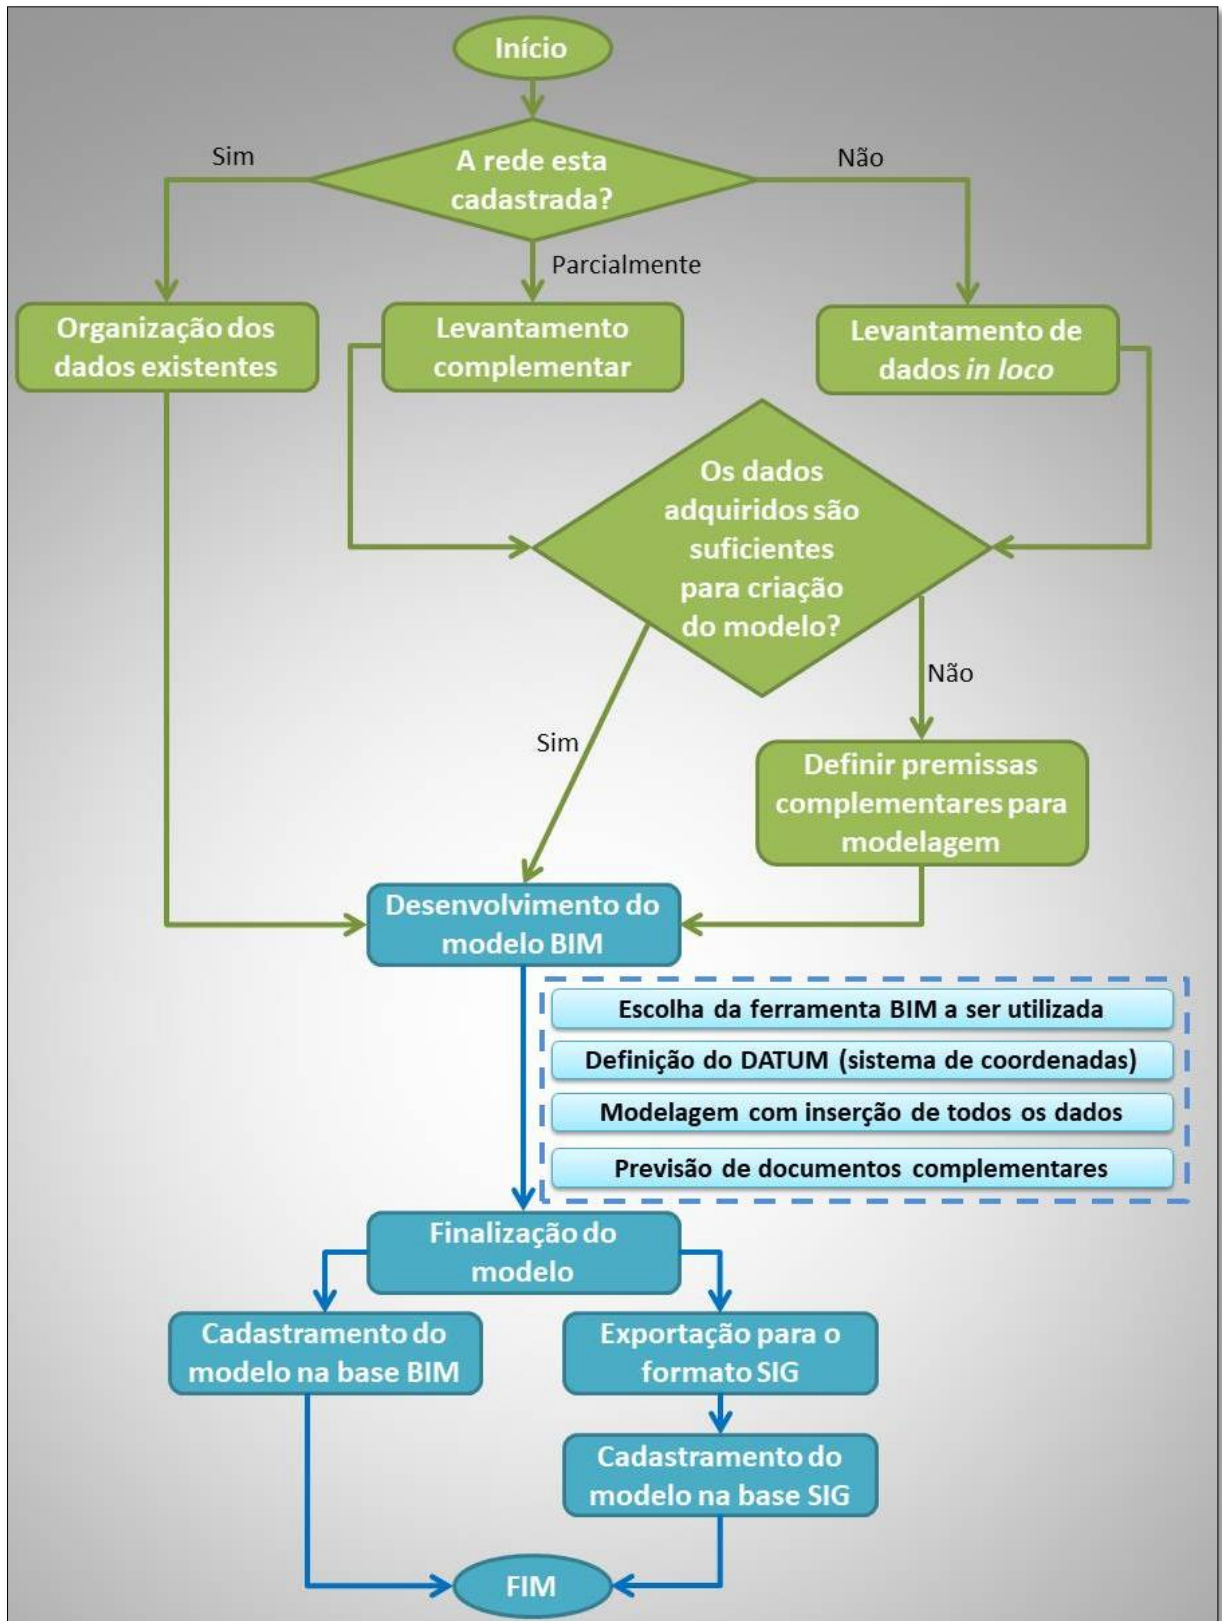 Início
A rede esta
cadastrada?
Sim
Não
Parcialmente
Organização dos
dados existentes
Levantamento
complementar
Levantamento de
dados in loco
Os dados
adquiridos são
suficientes
para criação
do modelo?
Não
Sim
Definir premissas
complementares para
modelagem
Desenvolvimento do
modelo BIM
Escolha da ferramenta BIM a ser utilizada
Definição do DATUM (sistema de coordenadas)
Modelagem com inserção de todos os dados
Previsão de documentos complementares
Finalização do
modelo
Cadastramento do
modelo na base BIM
Exportação para o
formato SIG
Cadastramento do
modelo na base SIG
FIM